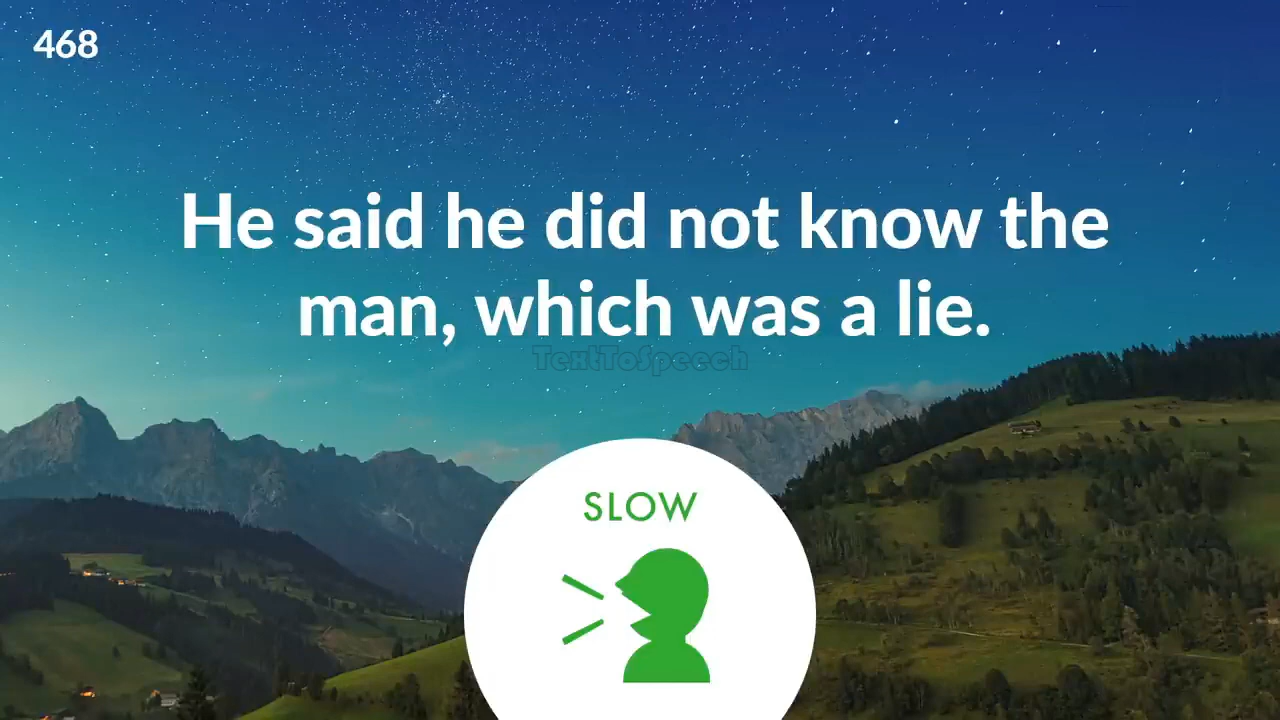 468
He said he did not know the
man, which was a lie.
TextToSpeech
SLOW